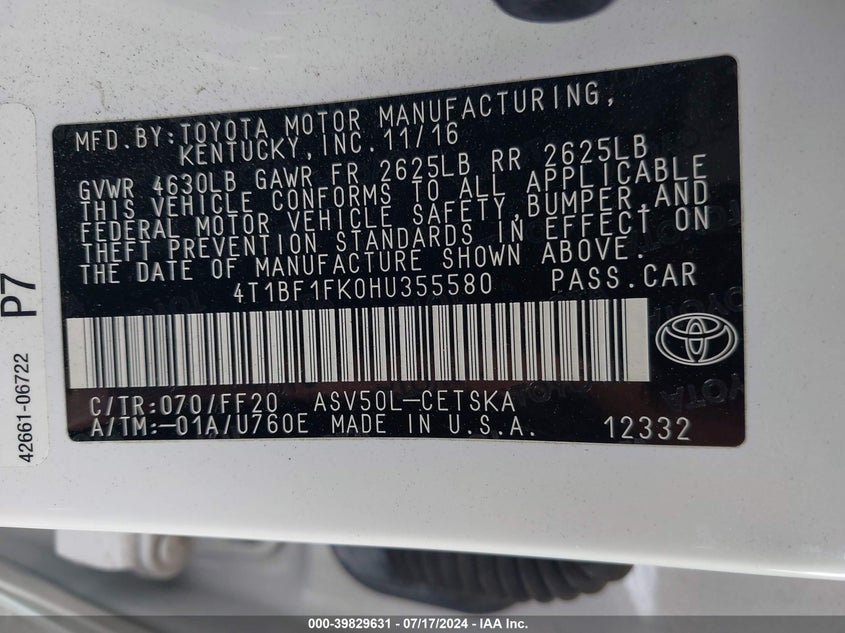 MFD.BY:TOYOTA MOTOR MANUFACTURING,
KENTUCKY,INC.11/16
GVWR 4630LB GAWR FR 2625LB RR 2625LB
THIS VEHICLE CONFORMS TO ALL APPLICABLE
FEDERAL MOTOR VEHICLE SAFETY,BUMPER,AND
THEFT PREVENTION STANDARDS IN EFFECT ON
THE DATE OF MANUFACTURE SHOWN ABOVE.
4T1BF1FK0HU355580 PASS.CAR
C/TR:070/FF20 ASV50L-CETSKA
A/TM:-01A/U760E MADE IN U.S.A. 12332
P7
42661-06722
TOYOTA
000-39829631 - 07/17/2024 - IAA Inc.